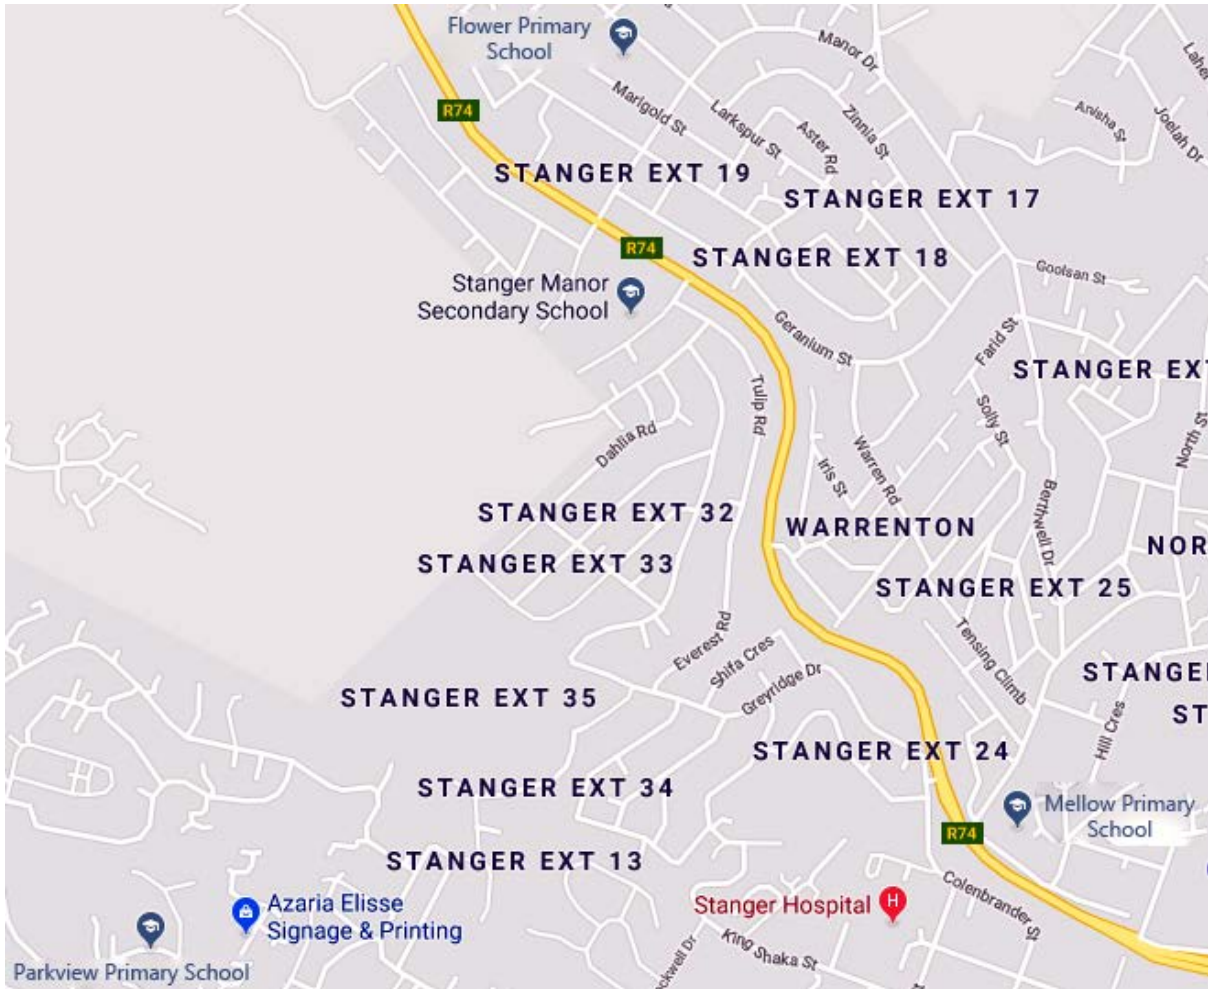 Flower Primary
School
Manor Dr
Lahe
Marigold St
Larkspur St
Aster Rd
Zinnia St
Anisha St
Joelah Dr
R74
STANGER EXT 19
STANGER EXT 17
R74
STANGER EXT 18
Goolsan St
Stanger Manor
Secondary School
Geranium St
Farid St
STANGER EXT
Tulip Rd
Solly St
North St
Dahlia Rd
Iris St
Warren Rd
Berthwell Dr
STANGER EXT 32
WARRENTON
NOR
STANGER EXT 33
STANGER EXT 25
Everest Rd
Shifa Cres
Tensing Climb
STANGE
STANGER EXT 35
Greyridge Dr
ST
Hill Cres
STANGER EXT 24
STANGER EXT 34
Mellow Primary
School
R74
STANGER EXT 13
Colenbrander St
Azaria Elisse
Signage & Printing
Stanger Hospital
H
King Shaka St
ckwell Dr
Parkview Primary School